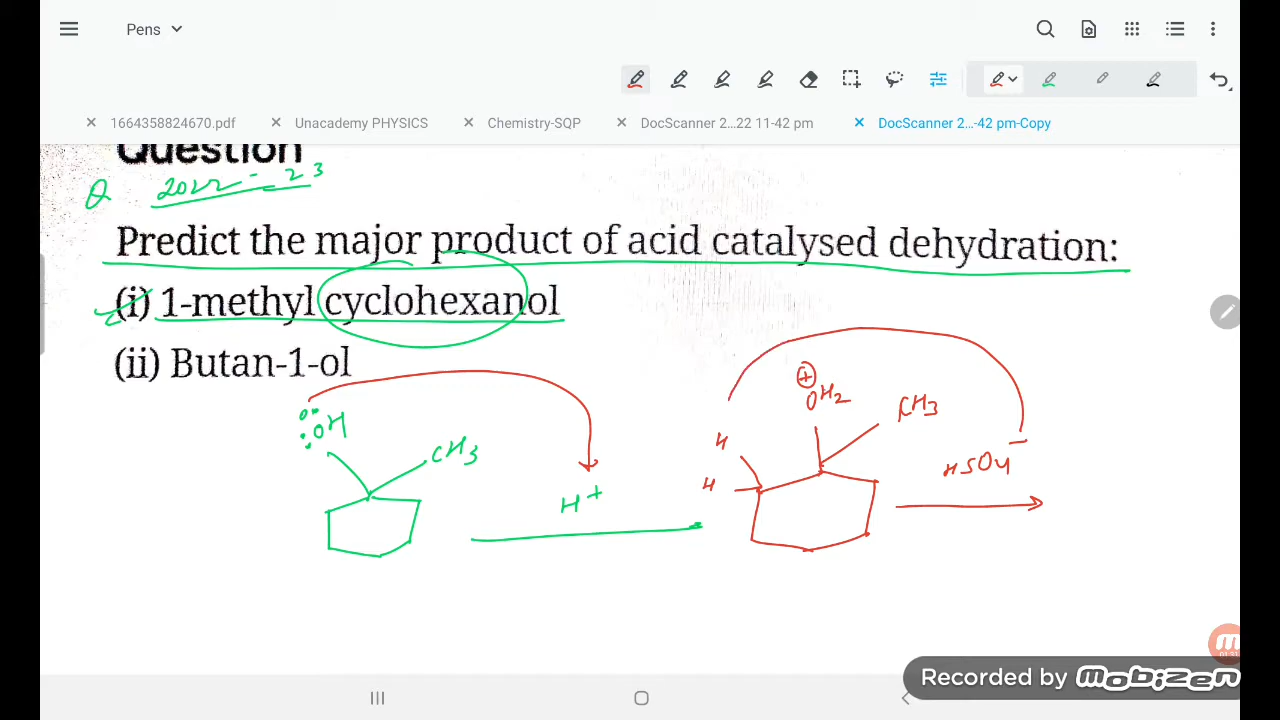 Pens
1664358824670.pdf
Unacademy PHYSICS
Chemistry-SQP
DocScanner 2...22 11-42 pm
DocScanner 2...-42 pm-Copy
Question
Q 2022-23
Predict the major product of acid catalysed dehydration:
(i) 1-methyl cyclohexanol
(ii) Butan-1-ol
OH
CH3
H+
+
OH2
CH3
H
H
HSO4
Recorded by mobizen